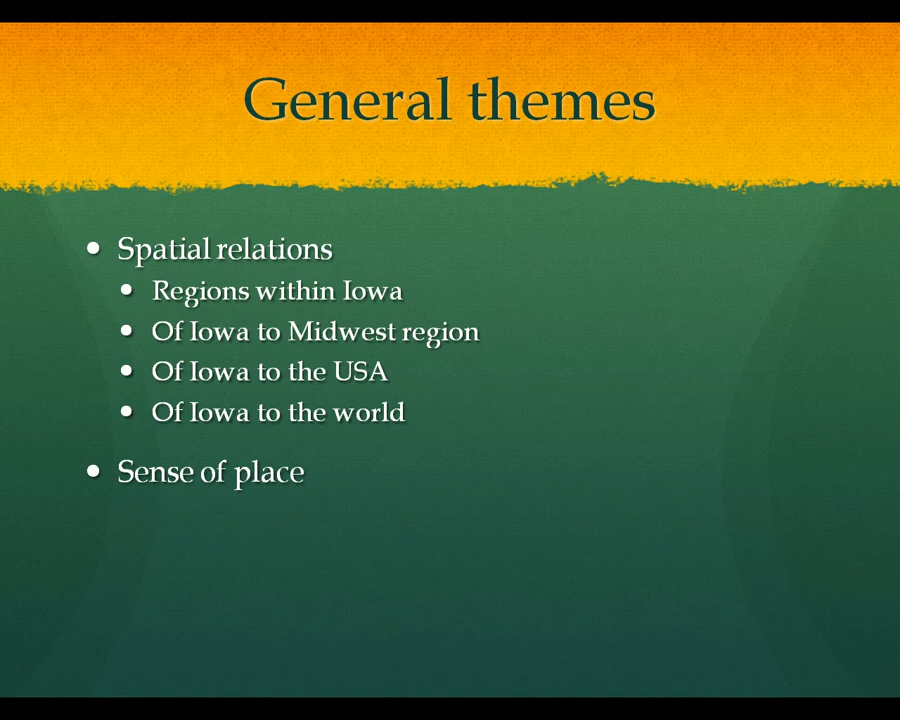 General themes
• Spatial relations
• Regions within Iowa
• Of Iowa to Midwest region
• Of Iowa to the USA
• Of Iowa to the world
• Sense of place